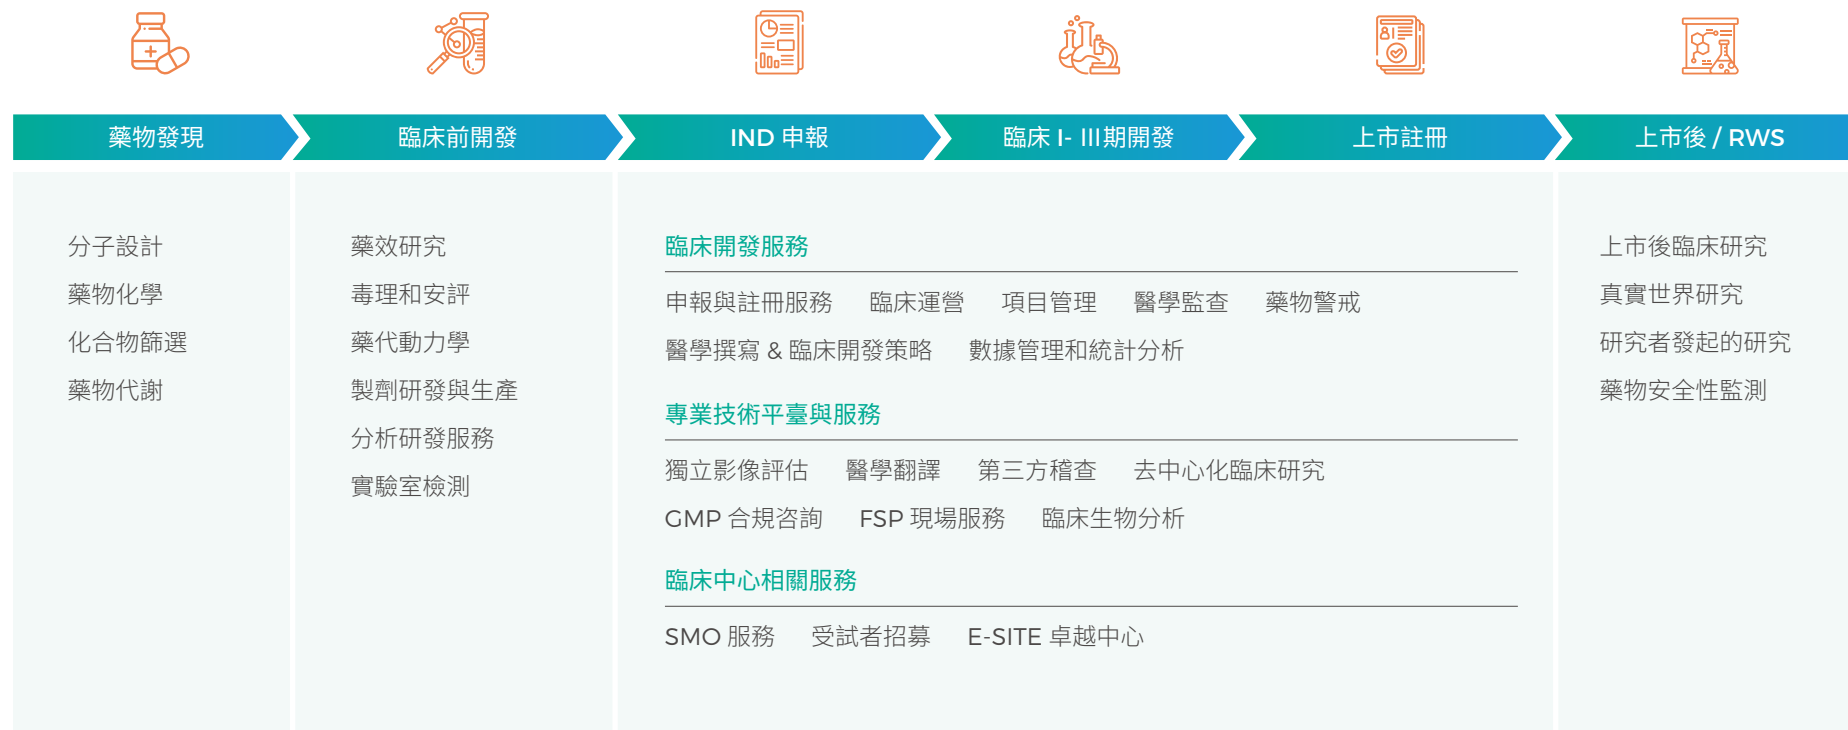 藥物發現
臨床前開發
IND 申報
臨床 I- III期開發
上市註冊
上市後 / RWS
分子設計
藥物化學
化合物篩選
藥物代謝
藥效研究
毒理和安評
藥代動力學
製劑研發與生產
分析研發服務
實驗室檢測
臨床開發服務
申報與註冊服務 臨床運營 項目管理 醫學監查 藥物警戒
醫學撰寫 & 臨床開發策略 數據管理和統計分析
專業技術平臺與服務
獨立影像評估 醫學翻譯 第三方稽查 去中心化臨床研究
GMP 合規咨詢 FSP 現場服務 臨床生物分析
臨床中心相關服務
SMO 服務 受試者招募 E-SITE 卓越中心
上市後臨床研究
真實世界研究
研究者發起的研究
藥物安全性監測